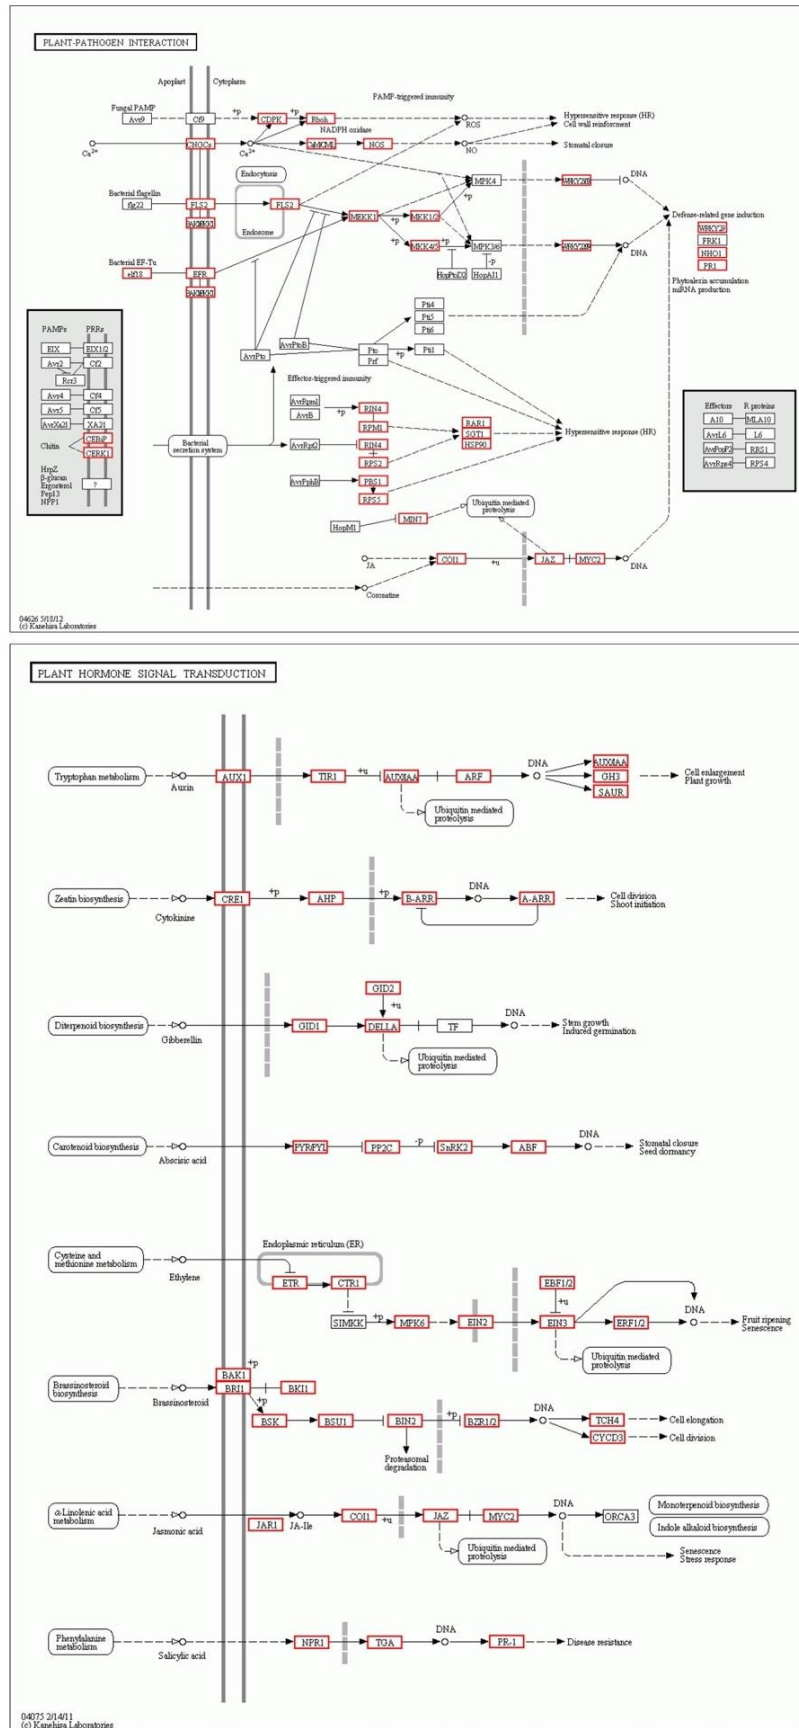 PLANT-PATHOGEN INTERACTION
Apoplast
Cytoplasm
PAMP-triggered immunity
Fungal PAMP
Avr9
Cf9
+p
CDPK
+p
Rboh
ROS
Hypersensitive response (HR)
Cell wall reinforcement
NADPH oxidase
Ca2+
CNGCs
Ca2+
NOS
NO
Stomatal closure
Endocytosis
MPK4
DNA
Bacterial flagellin
flg22
FLS2
FLS2
Endosome
MEKK1
+p
MKK1/2
+p
Defense-related gene induction
FRK1
NHO1
PR1
Phytoalexin accumulation
miRNA production
+p
MKK4/5
+p
MPK3/6
DNA
Bacterial EF-Tu
elf18
EFR
HopPtoD2
-p
HopAI1
PAMPs
PRRs
EIX
EIX1/2
Avr2
Cf2
Rcr3
Avr4
Cf4
Avr5
Cf5
AvrXa21
XA21
Chitin
CEBiP
CERK1
HrpZ
β-glucan
Ergosterol
Pep13
NPP1
?
Pti4
Pti5
Pti6
AvrPto
AvrPtoB
Pto
Prf
+p
Pti1
Effector-triggered immunity
AvrRpm1
AvrB
+p
RIN4
RPM1
RAR1
SGT1
HSP90
Hypersensitive response (HR)
Bacterial
secretion system
AvrRpt2
RIN4
RPS2
AvrPphB
PBS1
RPS5
HopM1
MIN7
Ubiquitin mediated
proteolysis
Effectors
R proteins
A10
MLA10
AvrL6
L6
AvrPopP2
RRS1
AvrRps4
RPS4
JA
COI1
+u
JAZ
MYC2
DNA
Coronatine
04626 5/18/12
(c) Kanehisa Laboratories
PLANT HORMONE SIGNAL TRANSDUCTION
Tryptophan metabolism
Auxin
AUX1
TIR1
+u
AUX/IAA
ARF
DNA
AUX/IAA
GH3
SAUR
Cell enlargement
Plant growth
Ubiquitin mediated
proteolysis
Zeatin biosynthesis
Cytokinine
CRE1
+p
AHP
+p
B-ARR
DNA
A-ARR
Cell division
Shoot initiation
Diterpenoid biosynthesis
Gibberellin
GID1
GID2
+u
DELLA
TF
DNA
Stem growth
Induced germination
Ubiquitin mediated
proteolysis
Carotenoid biosynthesis
Abscisic acid
PYR/PYL
PP2C
-p
SnRK2
ABF
DNA
Stomatal closure
Seed dormancy
Cysteine and
methionine metabolism
Ethylene
Endoplasmic reticulum (ER)
ETR
CTR1
SIMKK
+p
MPK6
EIN2
EBF1/2
+u
EIN3
ERF1/2
DNA
Fruit ripening
Senescence
Ubiquitin mediated
proteolysis
Brassinosteroid
biosynthesis
Brassinosteroid
BAK1
+p
BRI1
BKI1
+p
BSK
BSU1
BIN2
+p
BZR1/2
DNA
TCH4
Cell elongation
CYCD3
Cell division
Proteasomal
degradation
α-Linolenic acid
metabolism
Jasmonic acid
JAR1
JA-Ile
COI1
+u
JAZ
MYC2
DNA
ORCA3
Monoterpenoid biosynthesis
Indole alkaloid biosynthesis
Ubiquitin mediated
proteolysis
Senescence
Stress response
Phenylalanine
metabolism
Salicylic acid
NPR1
TGA
DNA
PR-1
Disease resistance
04075 2/14/11
(c) Kanehisa Laboratories